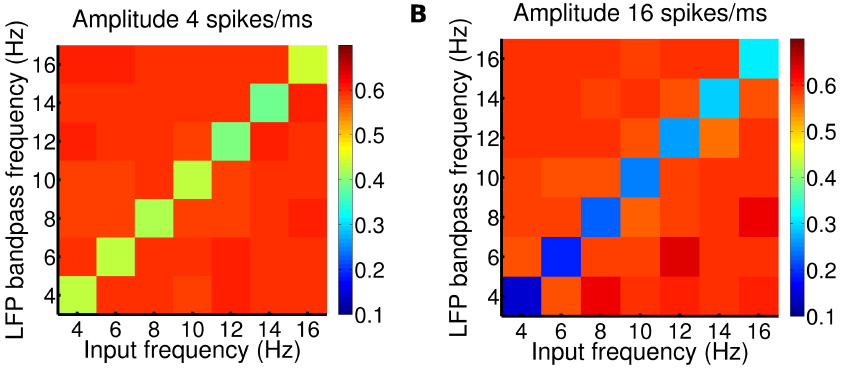 Amplitude 4 spikes/ms
LFP bandpass frequency (Hz)
16
14
12
10
8
6
4
4 6 8 10 12 14 16
Input frequency (Hz)
0.6
0.5
0.4
0.3
0.2
0.1
B
Amplitude 16 spikes/ms
LFP bandpass frequency (Hz)
16
14
12
10
8
6
4
4 6 8 10 12 14 16
Input frequency (Hz)
0.6
0.5
0.4
0.3
0.2
0.1